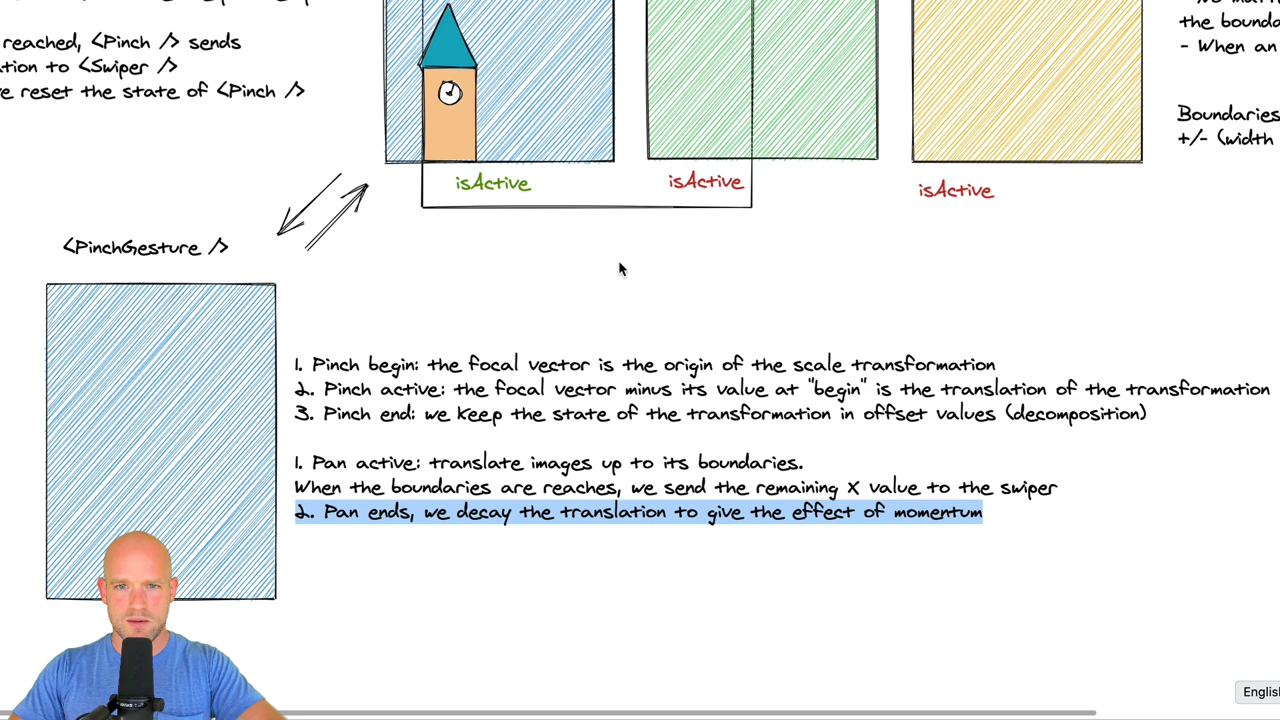 reached, <Pinch /> sends
tion to <Swiper />
e reset the state of <Pinch />
the bounda
- When an
Boundaries
+/- (width
isActive
isActive
isActive
<PinchGesture />
1. Pinch begin: the focal vector is the origin of the scale transformation
2. Pinch active: the focal vector minus its value at "begin" is the translation of the transformation
3. Pinch end: we keep the state of the transformation in offset values (decomposition)
1. Pan active: translate images up to its boundaries.
When the boundaries are reaches, we send the remaining X value to the swiper
2. Pan ends, we decay the translation to give the effect of momentum
English